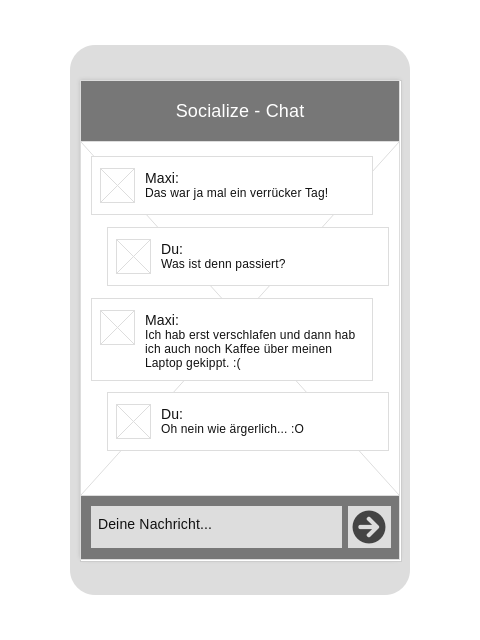 Socialize - Chat
Maxi:
Das war ja mal ein verrücker Tag!
Du:
Was ist denn passiert?
Maxi:
Ich hab erst verschlafen und dann hab
ich auch noch Kaffee über meinen
Laptop gekippt. :(
Du:
Oh nein wie ärgerlich... :O
Deine Nachricht...